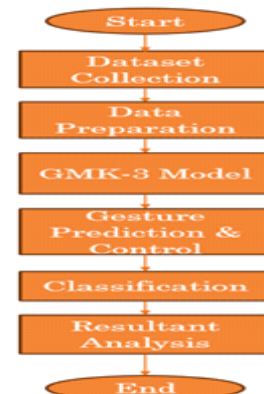 Start
Dataset
Collection
Data
Preparation
GMK-3 Model
Gesture
Prediction &
Control
Classification
Resultant
Analysis
End